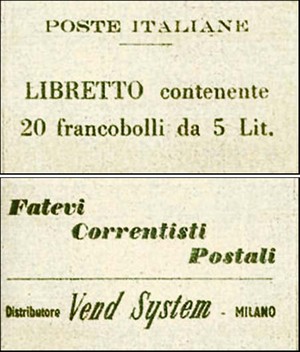 POSTE ITALIANE
LIBRETTO contenente
20 francobolli da 5 Lit.
Fatevi
Correntisti
Postali
Distributore Vend System - MILANO